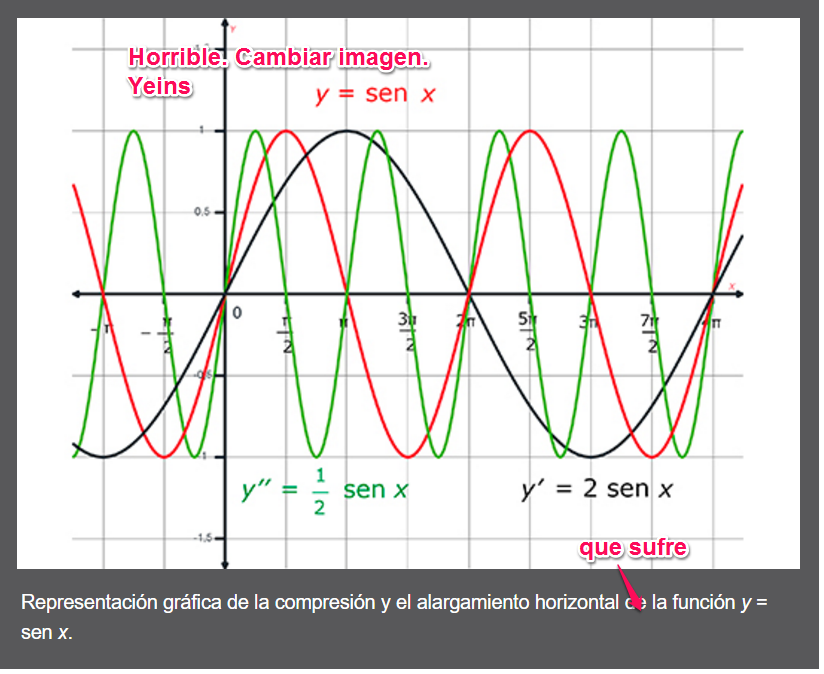 Y
Horrible. Cambiar imagen.
Yeins
y = sen x
1
0.5
X
0
-π -π/2 π/2 π 3π/2 2π 5π/2 3π 7π/2 4π
-0.5
-1
y″ = 1/2 sen x
y′ = 2 sen x
-1.5
que sufre
Representación gráfica de la compresión y el alargamiento horizontal de la función y =
sen x.